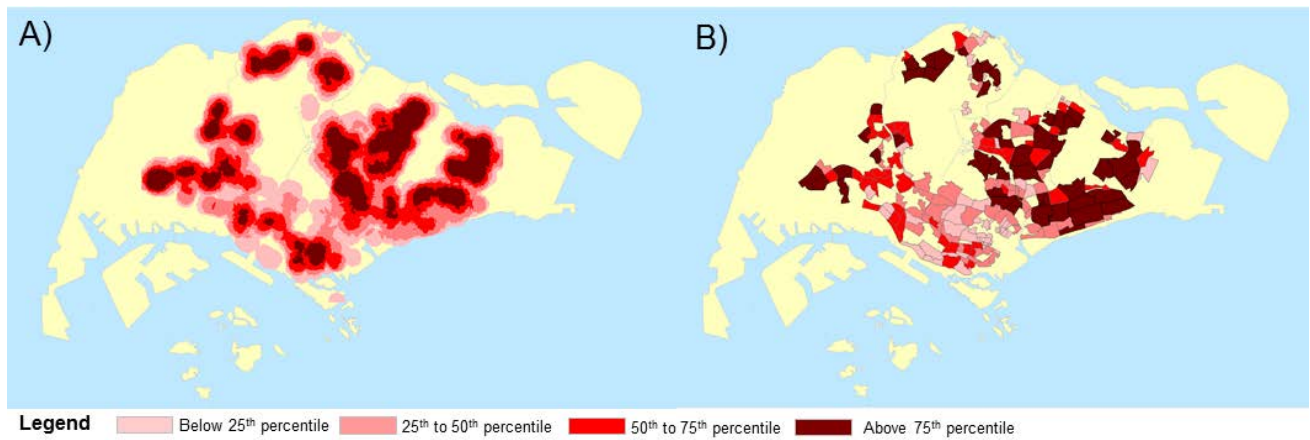 A)
B)
Legend Below 25th percentile 25th to 50th percentile 50th to 75th percentile Above 75th percentile